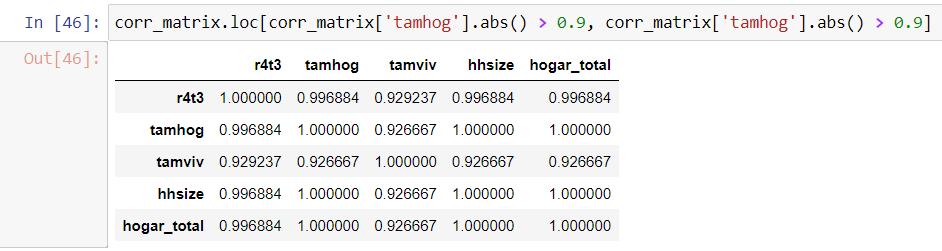 In [46]: corr_matrix.loc[corr_matrix['tamhog'].abs() > 0.9, corr_matrix['tamhog'].abs() > 0.9]
Out[46]:
r4t3 tamhog tamviv hhsize hogar_total
r4t3 1.000000 0.996884 0.929237 0.996884 0.996884
tamhog 0.996884 1.000000 0.926667 1.000000 1.000000
tamviv 0.929237 0.926667 1.000000 0.926667 0.926667
hhsize 0.996884 1.000000 0.926667 1.000000 1.000000
hogar_total 0.996884 1.000000 0.926667 1.000000 1.000000